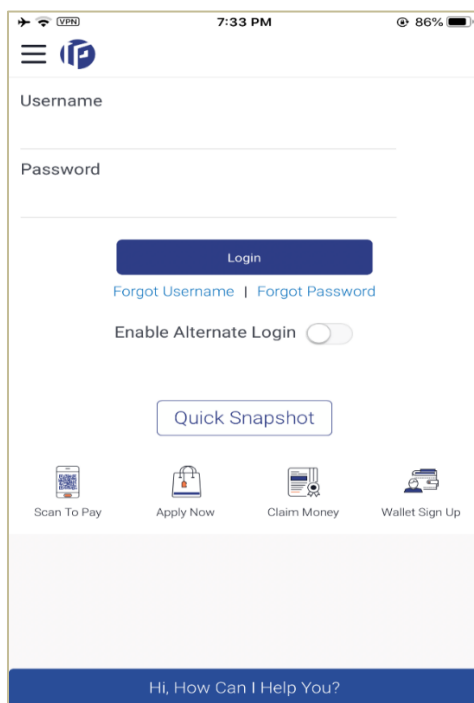 VPN 7:33 PM 86%
Username
Password
Login
Forgot Username | Forgot Password
Enable Alternate Login
Quick Snapshot
Scan To Pay Apply Now Claim Money Wallet Sign Up
Hi, How Can I Help You?